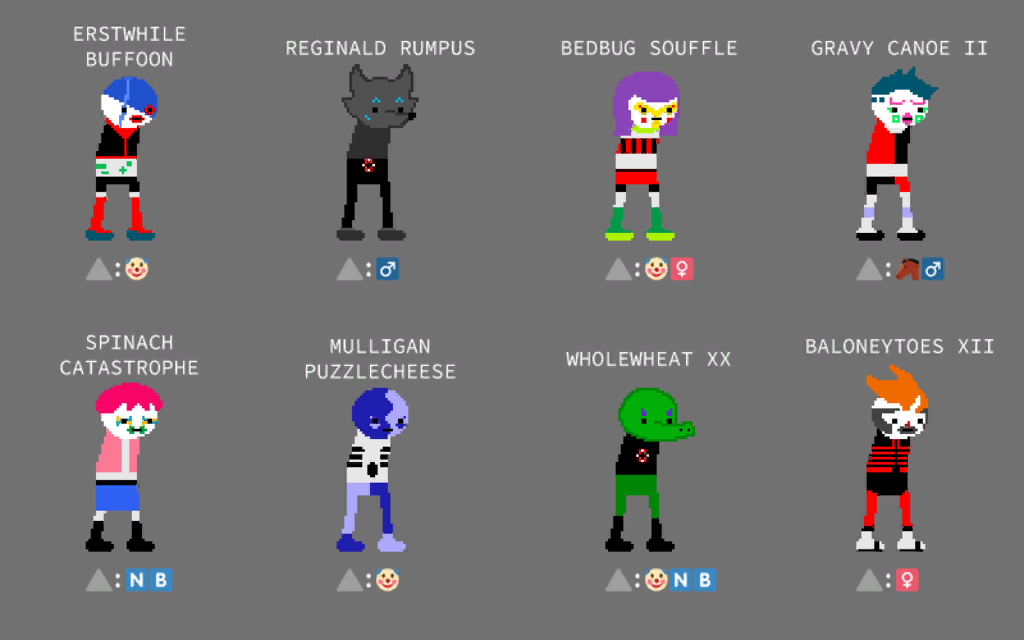 ERSTWHILE
BUFFOON
REGINALD RUMPUS
BEDBUG SOUFFLE
GRAVY CANOE II
:
:
:
:
SPINACH
CATASTROPHE
MULLIGAN
PUZZLECHEESE
WHOLEWHEAT XX
BALONEYTOES XII
: N B
:
: N B
: